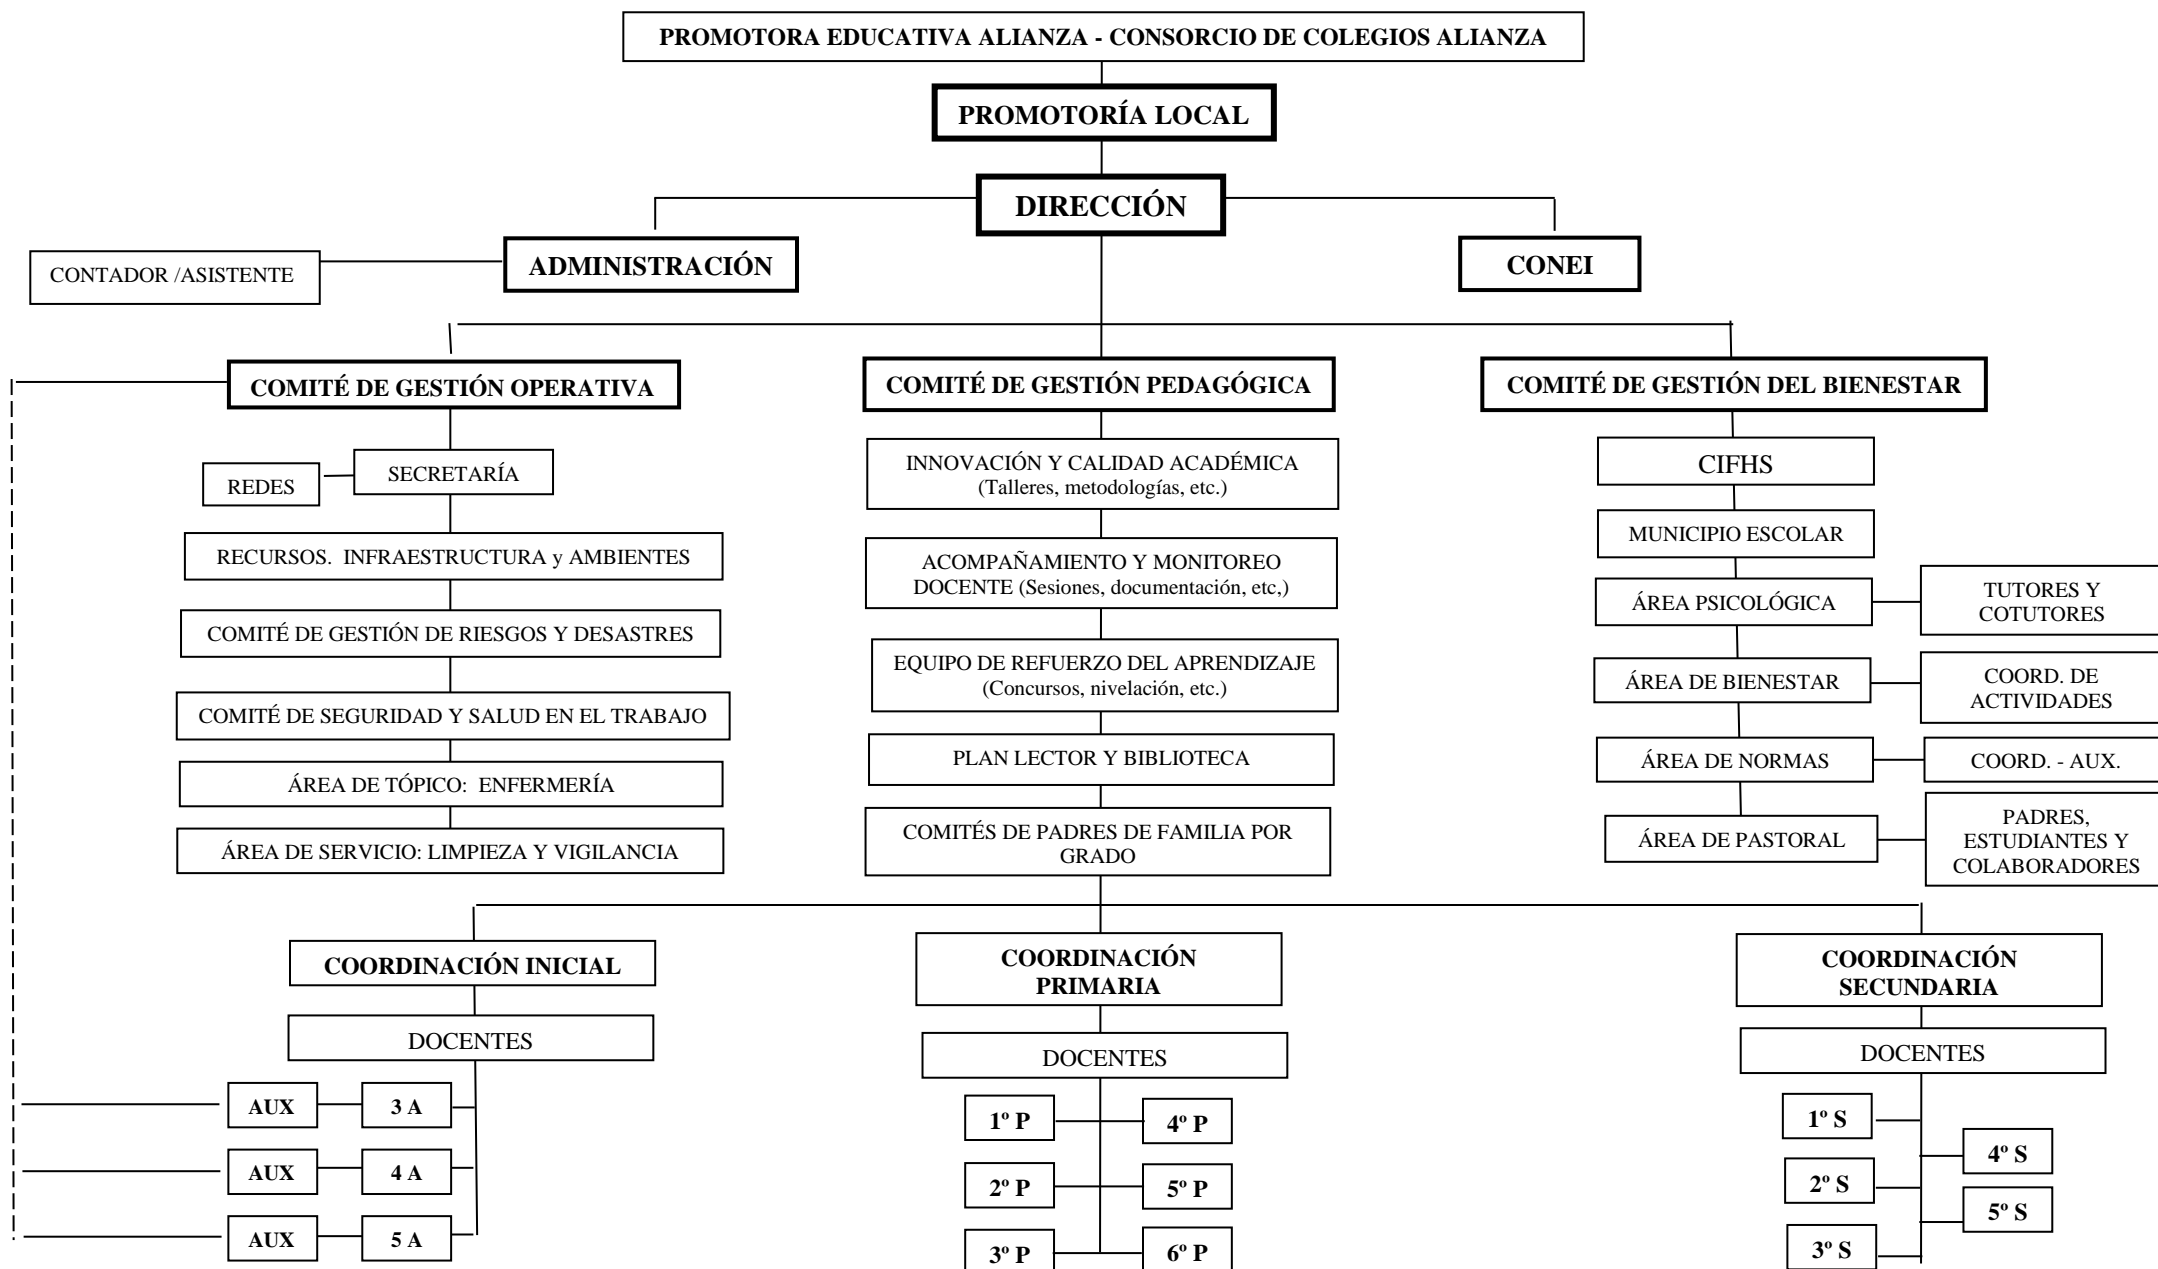 PROMOTORA EDUCATIVA ALIANZA - CONSORCIO DE COLEGIOS ALIANZA
PROMOTORÍA LOCAL
DIRECCIÓN
CONTADOR /ASISTENTE
ADMINISTRACIÓN
CONEI
COMITÉ DE GESTIÓN OPERATIVA
SECRETARÍA
REDES
RECURSOS. INFRAESTRUCTURA y AMBIENTES
COMITÉ DE GESTIÓN DE RIESGOS Y DESASTRES
COMITÉ DE SEGURIDAD Y SALUD EN EL TRABAJO
ÁREA DE TÓPICO: ENFERMERÍA
ÁREA DE SERVICIO: LIMPIEZA Y VIGILANCIA
COMITÉ DE GESTIÓN PEDAGÓGICA
INNOVACIÓN Y CALIDAD ACADÉMICA
(Talleres, metodologías, etc.)
ACOMPAÑAMIENTO Y MONITOREO
DOCENTE (Sesiones, documentación, etc,)
EQUIPO DE REFUERZO DEL APRENDIZAJE
(Concursos, nivelación, etc.)
PLAN LECTOR Y BIBLIOTECA
COMITÉS DE PADRES DE FAMILIA POR
GRADO
COMITÉ DE GESTIÓN DEL BIENESTAR
CIFHS
MUNICIPIO ESCOLAR
ÁREA PSICOLÓGICA
TUTORES Y
COTUTORES
ÁREA DE BIENESTAR
COORD. DE
ACTIVIDADES
ÁREA DE NORMAS
COORD. - AUX.
ÁREA DE PASTORAL
PADRES,
ESTUDIANTES Y
COLABORADORES
COORDINACIÓN INICIAL
DOCENTES
AUX
3 A
AUX
4 A
AUX
5 A
COORDINACIÓN
PRIMARIA
DOCENTES
1º P
4º P
2º P
5º P
3º P
6º P
COORDINACIÓN
SECUNDARIA
DOCENTES
1º S
4º S
2º S
5º S
3º S